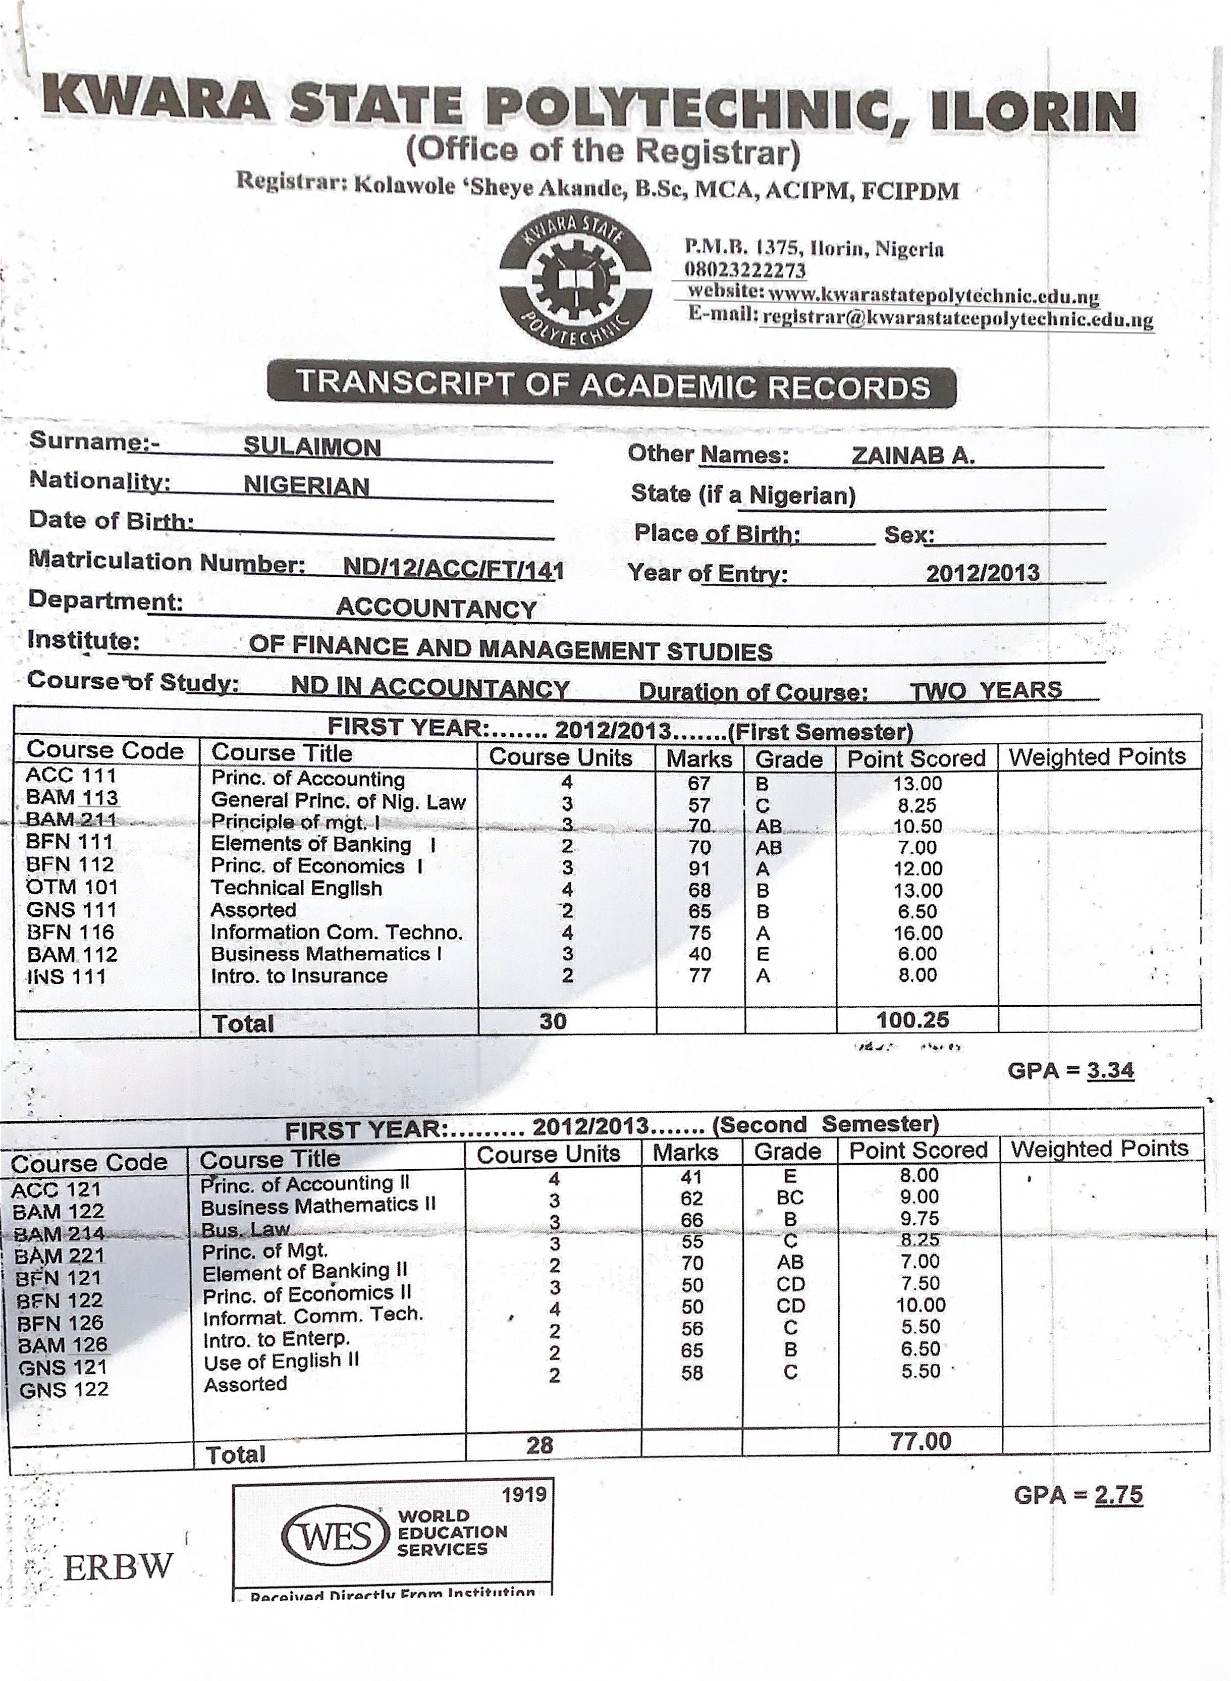 KWARA STATE POLYTECHNIC, ILORIN
(Office of the Registrar)
Registrar: Kolawole ‘Sheye Akande, B.Sc, MCA, ACIPM, FCIPDM
KWARA STATE
POLYTECHNIC
P.M.B. 1375, Ilorin, Nigeria
08023222273
website: www.kwarastatepolytechnic.edu.ng
E-mail: registrar@kwarastateepolytechnic.edu.ng
TRANSCRIPT OF ACADEMIC RECORDS
Surname:- SULAIMON Other Names: ZAINAB A.
Nationality: NIGERIAN State (if a Nigerian)
Date of Birth: Place of Birth: Sex:
Matriculation Number: ND/12/ACC/FT/141 Year of Entry: 2012/2013
Department: ACCOUNTANCY
Institute: OF FINANCE AND MANAGEMENT STUDIES
Course of Study: ND IN ACCOUNTANCY Duration of Course: TWO YEARS
FIRST YEAR:....... 2012/2013.......(First Semester)
Course Code Course Title Course Units Marks Grade Point Scored Weighted Points
ACC 111 Princ. of Accounting 4 67 B 13.00
BAM 113 General Princ. of Nig. Law 3 57 C 8.25
BAM 211 Principle of mgt. I 3 70 AB 10.50
BFN 111 Elements of Banking I 2 70 AB 7.00
BFN 112 Princ. of Economics I 3 91 A 12.00
OTM 101 Technical English 4 68 B 13.00
GNS 111 Assorted 2 65 B 6.50
BFN 116 Information Com. Techno. 4 75 A 16.00
BAM 112 Business Mathematics I 3 40 E 6.00
INS 111 Intro. to Insurance 2 77 A 8.00
Total 30 100.25
GPA = 3.34
FIRST YEAR:......... 2012/2013....... (Second Semester)
Course Code Course Title Course Units Marks Grade Point Scored Weighted Points
ACC 121 Princ. of Accounting II 4 41 E 8.00
BAM 122 Business Mathematics II 3 62 BC 9.00
BAM 214 Bus. Law 3 66 B 9.75
BAM 221 Princ. of Mgt. 3 55 C 8.25
BFN 121 Element of Banking II 2 70 AB 7.00
BFN 122 Princ. of Economics II 3 50 CD 7.50
BFN 126 Informat. Comm. Tech. 4 50 CD 10.00
BAM 126 Intro. to Enterp. 2 56 C 5.50
GNS 121 Use of English II 2 65 B 6.50
GNS 122 Assorted 2 58 C 5.50
Total 28 77.00
GPA = 2.75
1919
WES WORLD
EDUCATION
SERVICES
Received Directly From Institution
ERBW